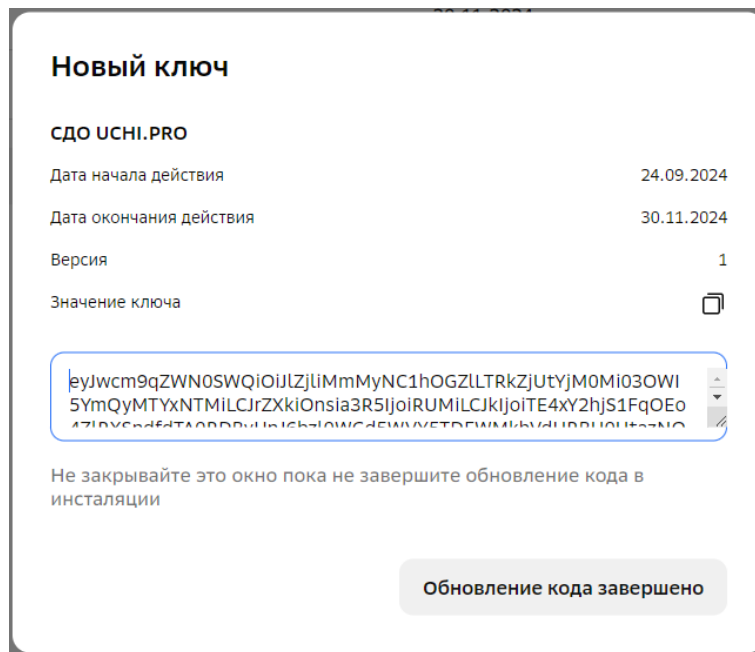 Новый ключ
СДО UCHI.PRO
Дата начала действия 24.09.2024
Дата окончания действия 30.11.2024
Версия 1
Значение ключа
eyJwcm9qZWN0SWQiOiJlZjliMmMyNC1hOGZlLTRkZjUtYjM0Mi03OWI
5YmQyMTYxNTMiLCJrZXkiOnsia3R5IjoiRUMiLCJkIjoiTE4xY2hjS1FqOEo
Не закрывайте это окно пока не завершите обновление кода в
инсталяции
Обновление кода завершено